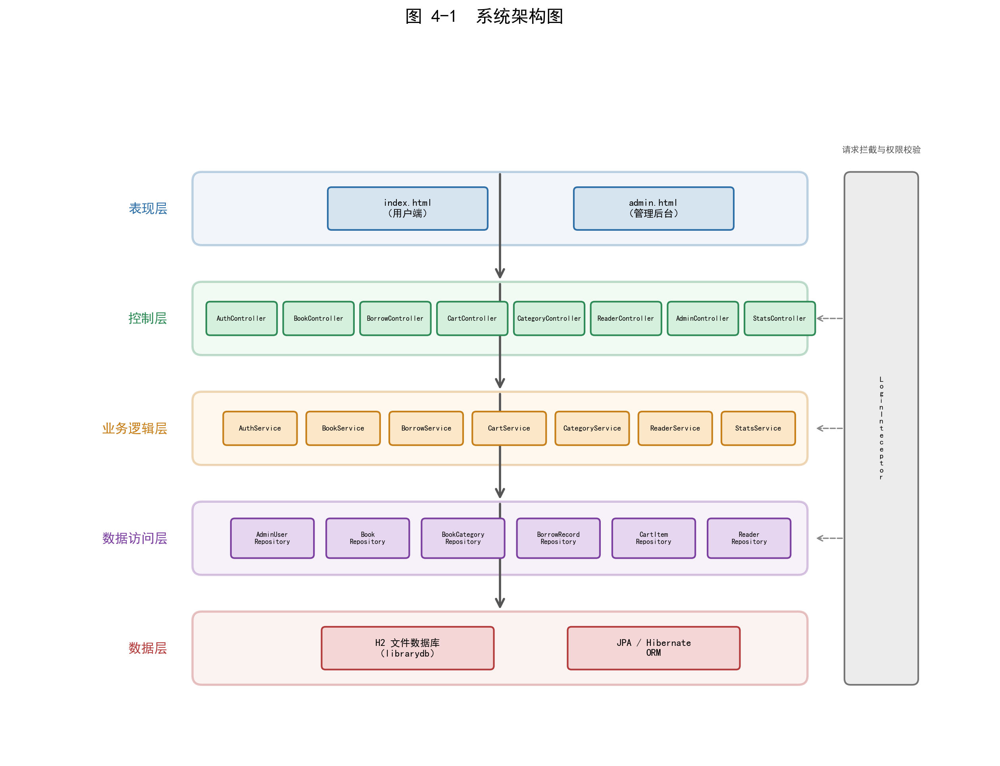 图 4-1  系统架构图
请求拦截与权限校验
表现层
index.html
（用户端）
admin.html
（管理后台）
控制层
AuthController
BookController
BorrowController
CartController
CategoryController
ReaderController
AdminController
StatsController
业务逻辑层
AuthService
BookService
BorrowService
CartService
CategoryService
ReaderService
StatsService
LoginInteceptor
数据访问层
AdminUser
Repository
Book
Repository
BookCategory
Repository
BorrowRecord
Repository
CartItem
Repository
Reader
Repository
数据层
H2 文件数据库
（librarydb）
JPA / Hibernate
ORM